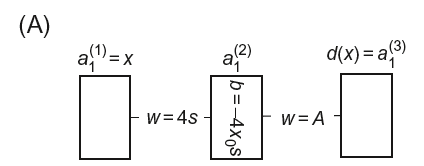 (A)
a₁⁽¹⁾ = x
a₁⁽²⁾
d(x) = a₁⁽³⁾
w = 4s
b = −4x₀s
w = A